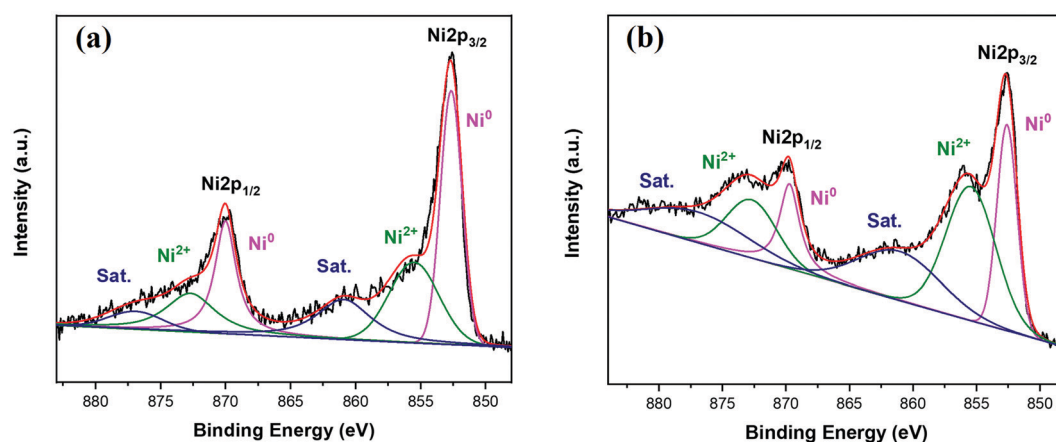 (a)
Ni2p3/2
Ni0
Ni2p1/2
Ni2+
Ni0
Ni2+
Sat.
Sat.
Intensity (a.u.)
880 875 870 865 860 855 850
Binding Energy (eV)
(b)
Ni2p3/2
Ni0
Ni2p1/2
Ni2+
Ni2+
Ni0
Sat.
Sat.
Intensity (a.u.)
880 875 870 865 860 855 850
Binding Energy (eV)